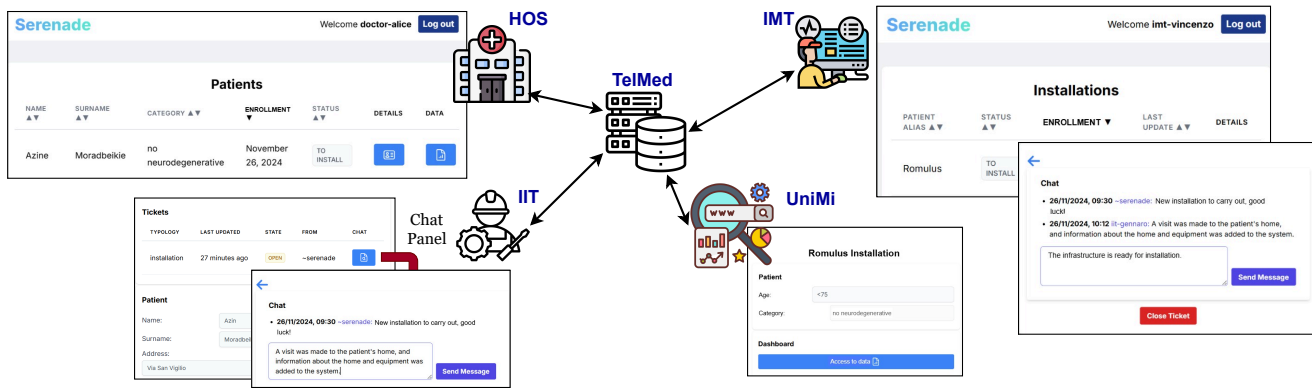 Serenade
Welcome doctor-alice Log out
Patients
NAME ▲▼ SURNAME ▲▼ CATEGORY ▲▼ ENROLLMENT ▼ STATUS ▲▼ DETAILS DATA
Azine Moradbeikie no neurodegenerative November 26, 2024 TO INSTALL
HOS
IMT
TelMed
IIT
UniMi
WWW
Serenade
Welcome imt-vincenzo Log out
Installations
PATIENT ALIAS ▲▼ STATUS ▲▼ ENROLLMENT ▼ LAST UPDATE ▲▼ DETAILS
Romulus TO INSTALL
Chat
• 26/11/2024, 09:30 ~serenade: New installation to carry out, good
luck!
• 26/11/2024, 10:12 iit-gennaro: A visit was made to the patient's home,
and information about the home and equipment was added to the system.
The infrastructure is ready for installation.
Send Message
Close Ticket
Tickets
TYPOLOGY LAST UPDATED STATE FROM CHAT
installation 27 minutes ago OPEN ~serenade
Chat
Panel
Patient
Name: Azin
Surname: Moradbei
Address:
Via San Vigilio
Chat
• 26/11/2024, 09:30 ~serenade: New installation to carry out, good
luck!
A visit was made to the patient's home, and
information about the home and equipment was
added to the system.
Send Message
Romulus Installation
Patient
Age: <75
Category: no neurodegenerative
Dashboard
Access to data